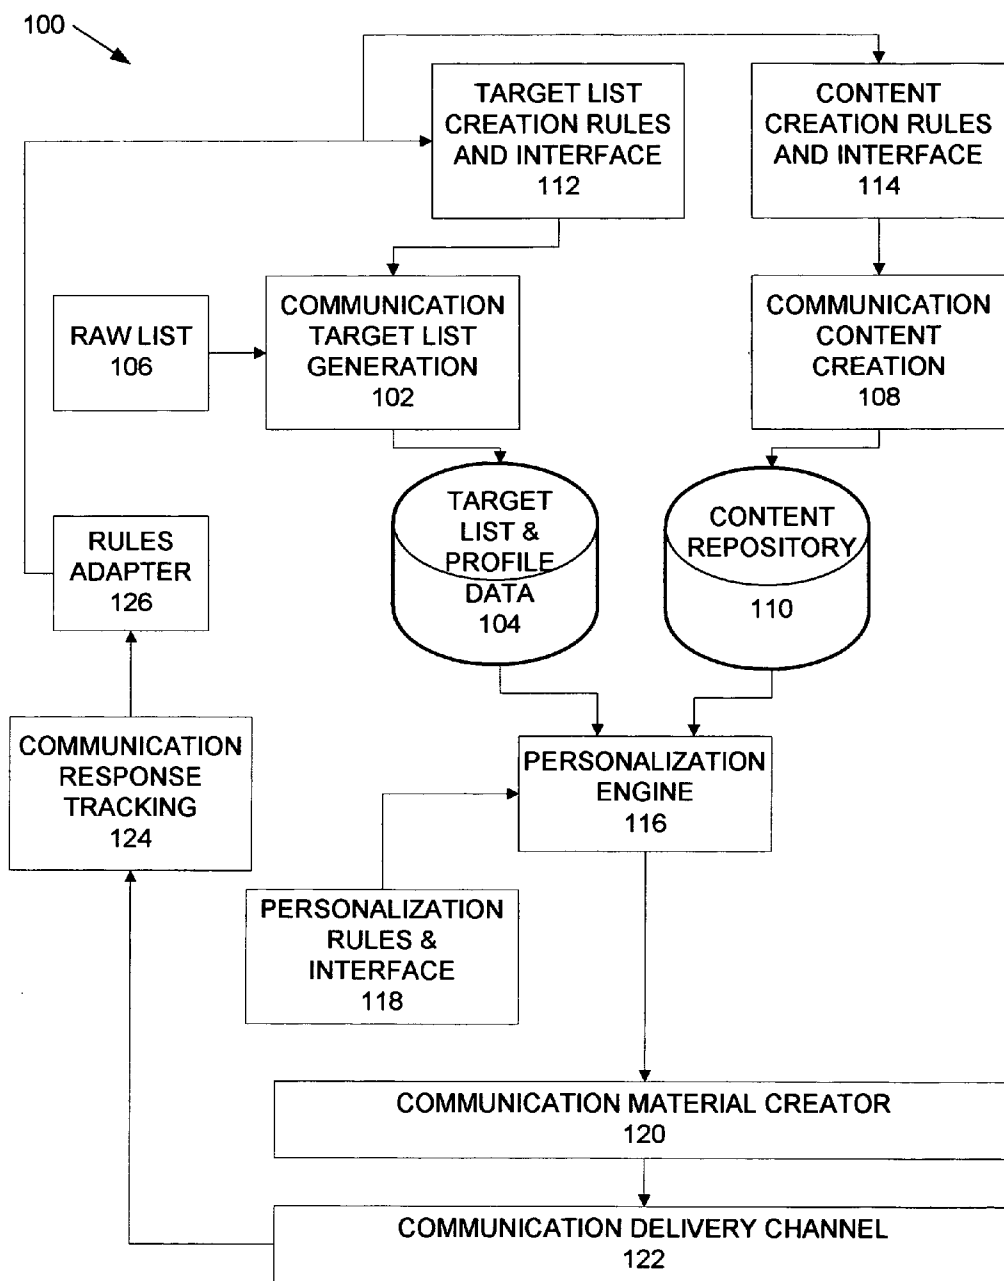 100
TARGET LIST
CREATION RULES
AND INTERFACE
112
CONTENT
CREATION RULES
AND INTERFACE
114
RAW LIST
106
COMMUNICATION
TARGET LIST
GENERATION
102
COMMUNICATION
CONTENT
CREATION
108
RULES
ADAPTER
126
TARGET
LIST &
PROFILE
DATA
104
CONTENT
REPOSITORY
110
COMMUNICATION
RESPONSE
TRACKING
124
PERSONALIZATION
ENGINE
116
PERSONALIZATION
RULES &
INTERFACE
118
COMMUNICATION MATERIAL CREATOR
120
COMMUNICATION DELIVERY CHANNEL
122